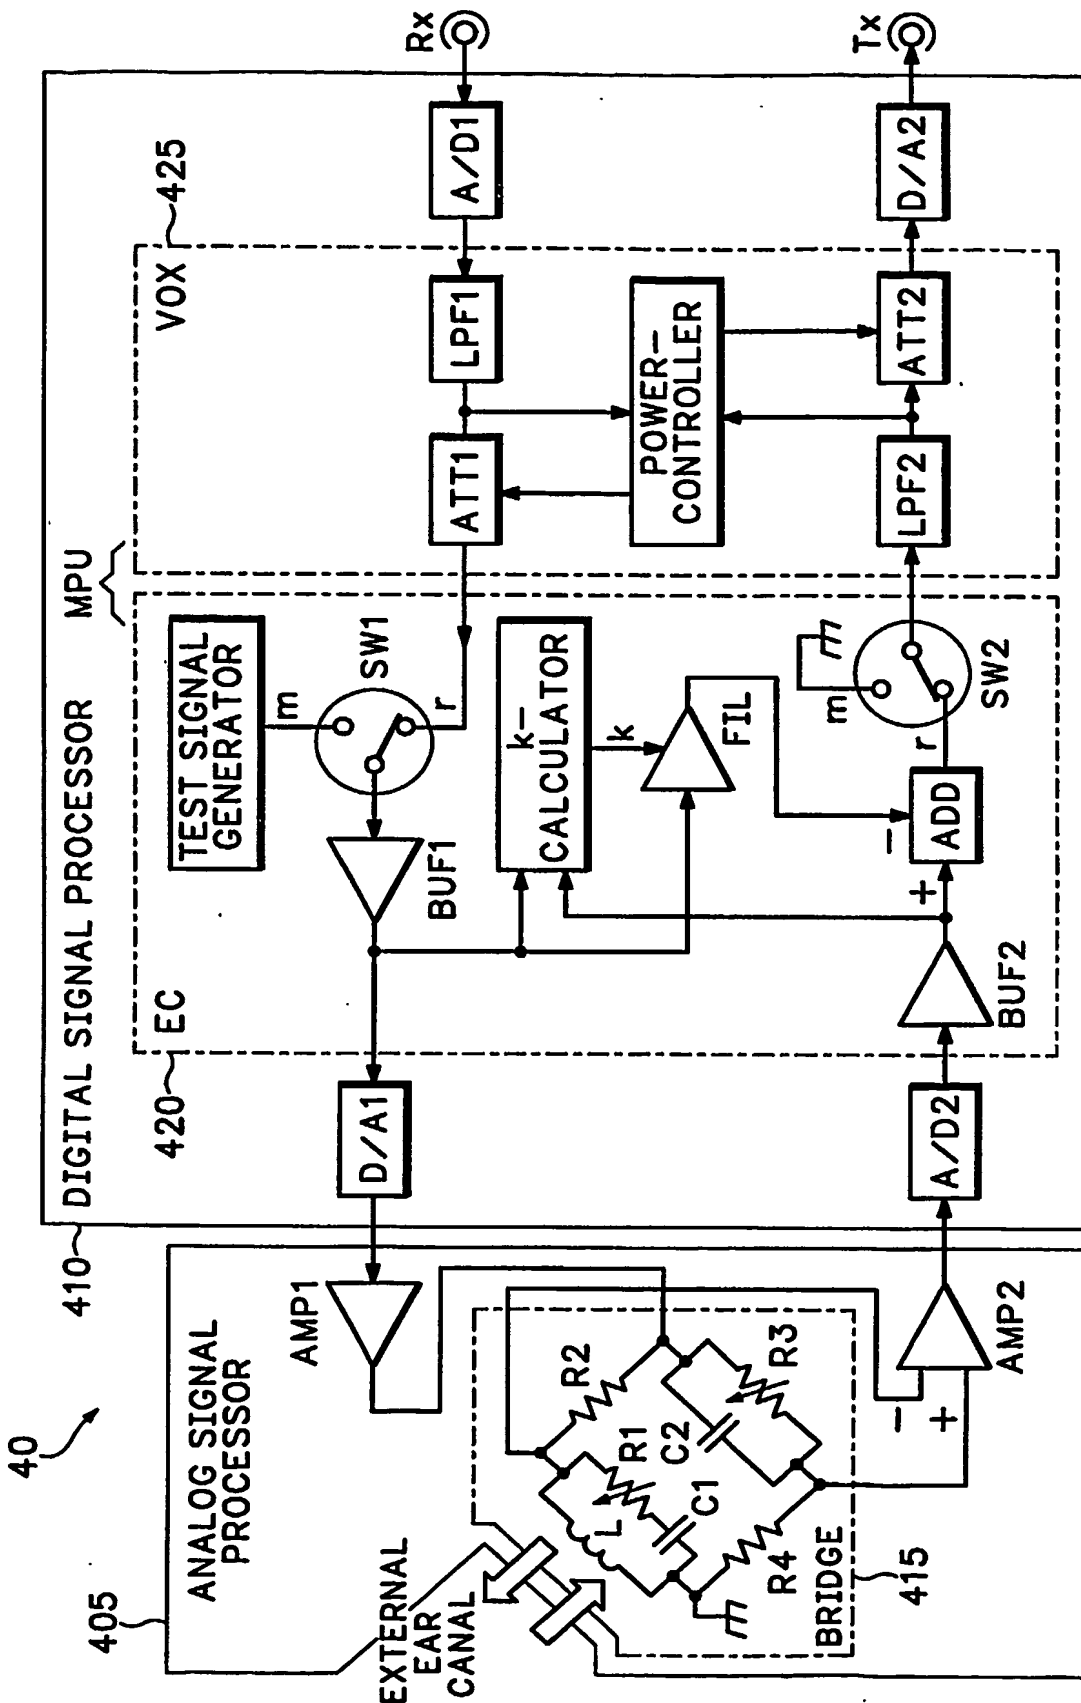 40
405
ANALOG SIGNAL
PROCESSOR
EXTERNAL
EAR
CANAL
AMP1
R2
R1
L
C1
C2
R3
R4
BRIDGE
415
-
+
AMP2
410
DIGITAL SIGNAL PROCESSOR
MPU
420
EC
D/A1
A/D2
TEST SIGNAL
GENERATOR
m
SW1
r
BUF1
k-
CALCULATOR
k
FIL
-
+
ADD
BUF2
m
r
SW2
VOX
425
LPF1
ATT1
POWER-
CONTROLLER
LPF2
ATT2
A/D1
D/A2
Rx
Tx